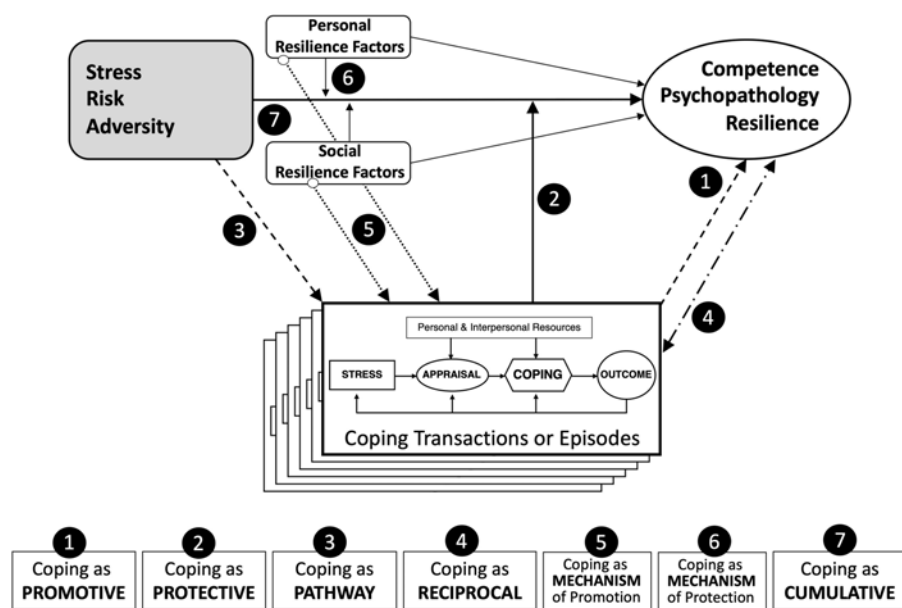 Personal
Resilience Factors
Stress
Risk
Adversity
6
7
Competence
Psychopathology
Resilience
Social
Resilience Factors
1
2
3
5
4
Personal & Interpersonal Resources
STRESS
APPRAISAL
COPING
OUTCOME
Coping Transactions or Episodes
1
Coping as
PROMOTIVE
2
Coping as
PROTECTIVE
3
Coping as
PATHWAY
4
Coping as
RECIPROCAL
5
Coping as
MECHANISM
of Promotion
6
Coping as
MECHANISM
of Protection
7
Coping as
CUMULATIVE